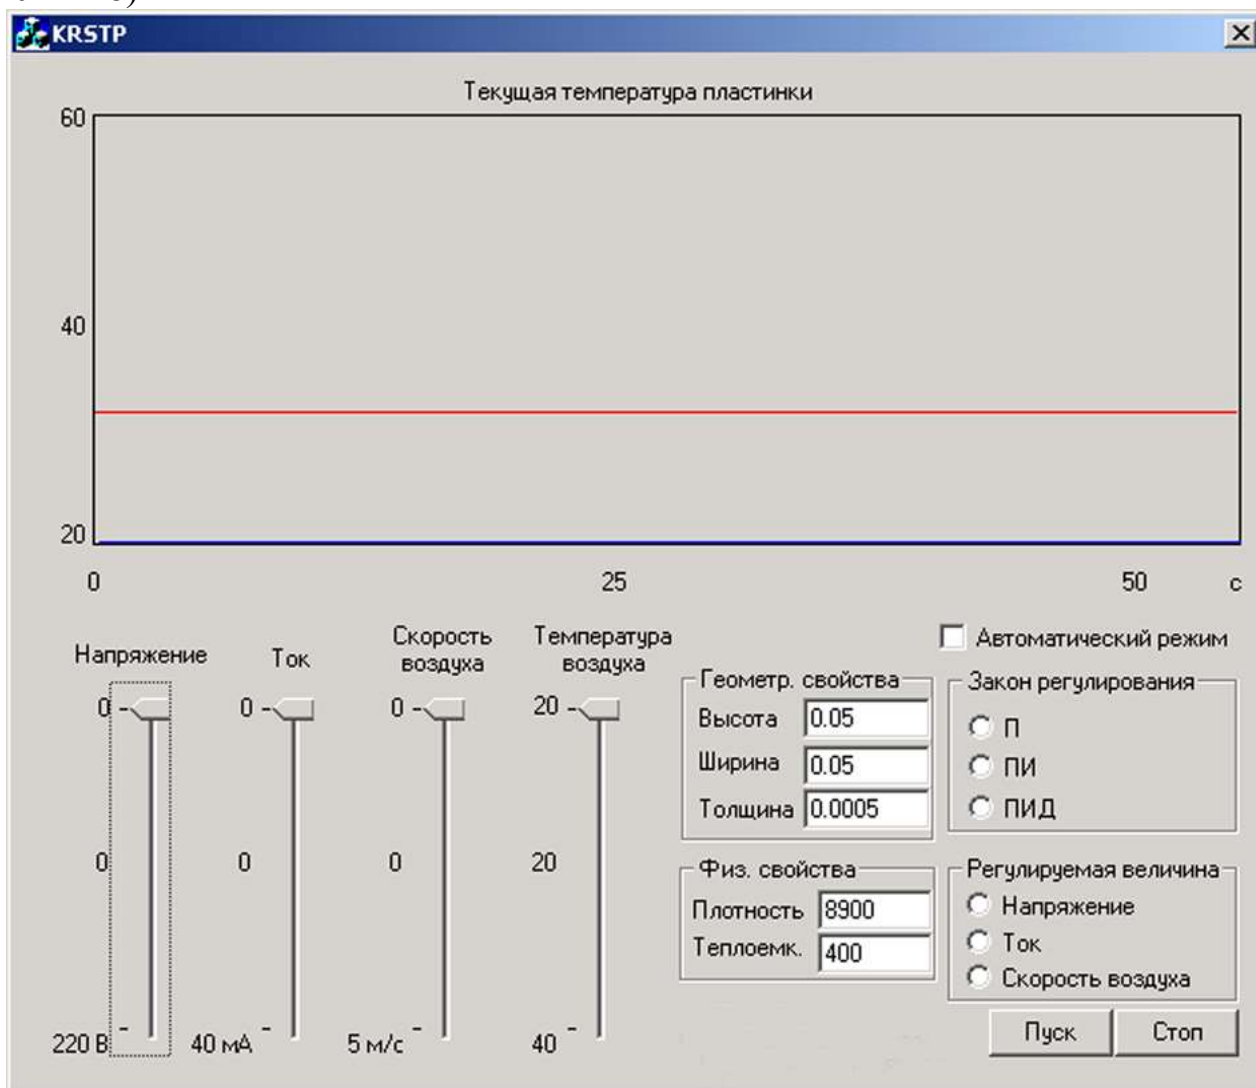 KRSTP
Текущая температура пластинки
60
40
20
0 25 50 с
Напряжение
Ток
Скорость
воздуха
Температура
воздуха
0 0 0 20
0 0 0 20
220 В 40 мА 5 м/с 40
Геометр. свойства
Высота 0.05
Ширина 0.05
Толщина 0.0005
Физ. свойства
Плотность 8900
Теплоемк. 400
Автоматический режим
Закон регулирования
П
ПИ
ПИД
Регулируемая величина
Напряжение
Ток
Скорость воздуха
Пуск Стоп